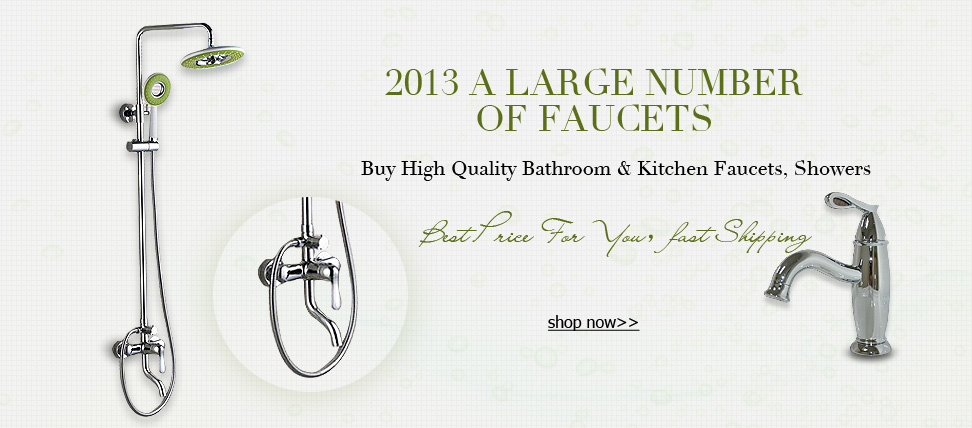 2013 A LARGE NUMBER
OF FAUCETS
Buy High Quality Bathroom & Kitchen Faucets, Showers
Best Price For You, fast Shipping
shop now>>